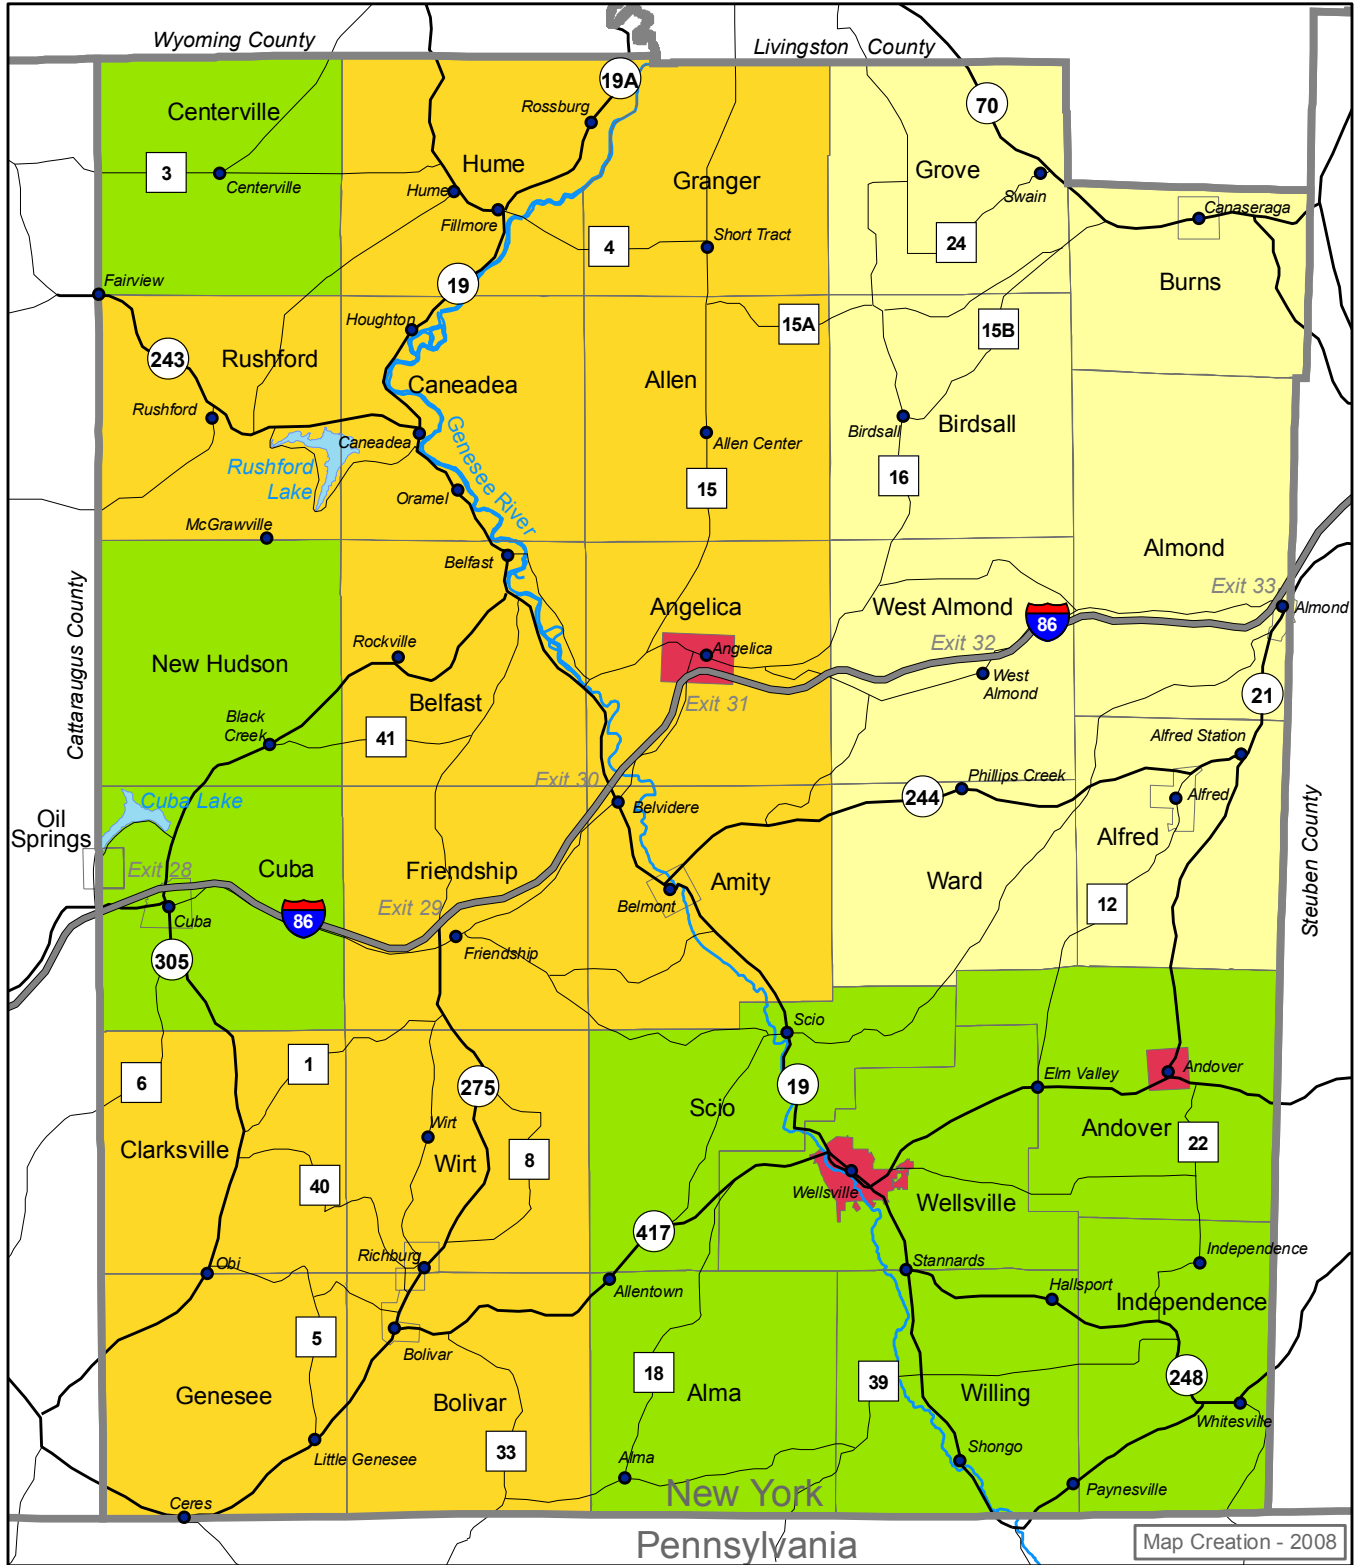 Wyoming County
Livingston County
19A
70
Rossburg
Centerville
Hume
Granger
Grove
3
Centerville
Hume
Swain
Canaseraga
Fillmore
4
Short Tract
24
Fairview
19
Burns
Houghton
15A
15B
243
Rushford
Caneadea
Allen
Rushford
Birdsall
Birdsall
Caneadea
Allen Center
Genesee River
Rushford
Lake
Oramel
15
16
McGrawville
Belfast
Almond
Cattaraugus County
Exit 33
Angelica
West Almond
86
Almond
Rockville
Angelica
Exit 32
New Hudson
West
Almond
Belfast
Exit 31
21
Black
Creek
41
Alfred Station
Exit 30
Phillips Creek
Cuba Lake
Belvidere
244
Alfred
Oil
Springs
Alfred
Exit 28
Cuba
Friendship
Amity
Ward
Steuben County
86
Exit 29
Belmont
12
Cuba
Friendship
305
Scio
1
6
275
19
Elm Valley
Andover
Scio
Wirt
Andover
Clarksville
Wirt
8
22
40
Wellsville
Wellsville
417
Richburg
Independence
Obi
Stannards
Allentown
Hallsport
Independence
5
Bolivar
18
39
248
Genesee
Bolivar
Alma
Willing
Whitesville
33
Little Genesee
Alma
Shongo
Paynesville
Ceres
New York
Pennsylvania
Map Creation - 2008